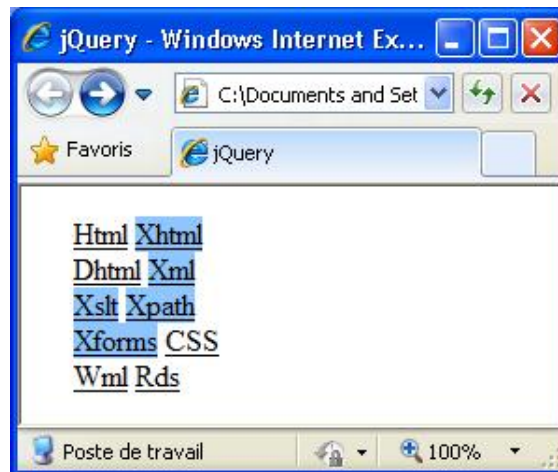 jQuery - Windows Internet Ex...
C:\Documents and Set
Favoris
jQuery
Html Xhtml
Dhtml Xml
Xslt Xpath
Xforms CSS
Wml Rds
Poste de travail
100%